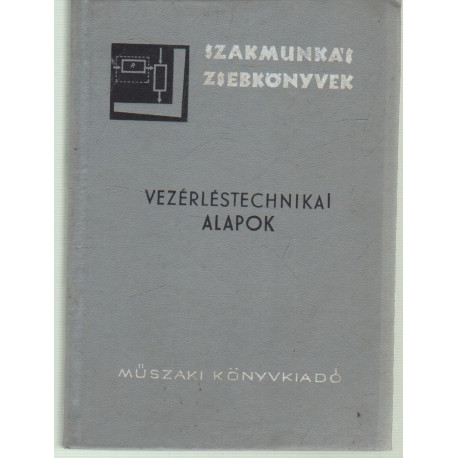 SZAKMUNKÁS
ZSEBKÖNYVEK
VEZÉRLÉSTECHNIKAI
ALAPOK
MŰSZAKI KÖNYVKIADÓ